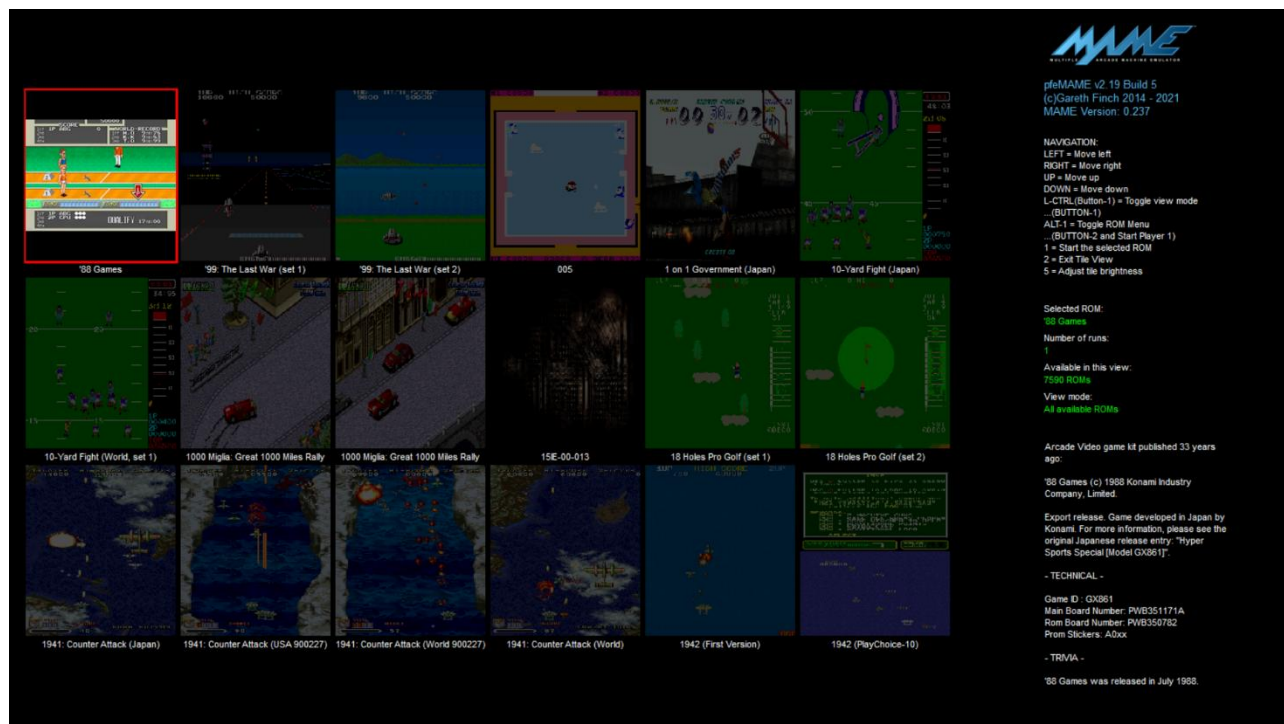 MAME
MULTIPLE ARCADE MACHINE EMULATOR
pfeMAME v2.19 Build 5
(c)Gareth Finch 2014 - 2021
MAME Version: 0.237
NAVIGATION:
LEFT = Move left
RIGHT = Move right
UP = Move up
DOWN = Move down
L-CTRL(Button-1) = Toggle view mode
...(BUTTON-1)
ALT-1 = Toggle ROM Menu
...(BUTTON-2 and Start Player 1)
1 = Start the selected ROM
2 = Exit Tile View
5 = Adjust tile brightness
Selected ROM:
'88 Games
Number of runs:
1
Available in this view:
7590 ROMs
View mode:
All available ROMs
Arcade Video game kit published 33 years
ago:
'88 Games (c) 1988 Konami Industry
Company, Limited.
Export release. Game developed in Japan by
Konami. For more information, please see the
original Japanese release entry: "Hyper
Sports Special [Model GX861]".
- TECHNICAL -
Game ID : GX861
Main Board Number: PWB351171A
Rom Board Number: PWB350782
Prom Stickers: A0xx
- TRIVIA -
'88 Games was released in July 1988.
SCORE
WORLD RECORD
QUALIFY
'88 Games
'99: The Last War (set 1)
'99: The Last War (set 2)
005
1 on 1 Government (Japan)
10-Yard Fight (Japan)
10-Yard Fight (World, set 1)
1000 Miglia: Great 1000 Miles Rally
1000 Miglia: Great 1000 Miles Rally
15IE-00-013
18 Holes Pro Golf (set 1)
18 Holes Pro Golf (set 2)
1941: Counter Attack (Japan)
1941: Counter Attack (USA 900227)
1941: Counter Attack (World 900227)
1941: Counter Attack (World)
1942 (First Version)
1942 (PlayChoice-10)